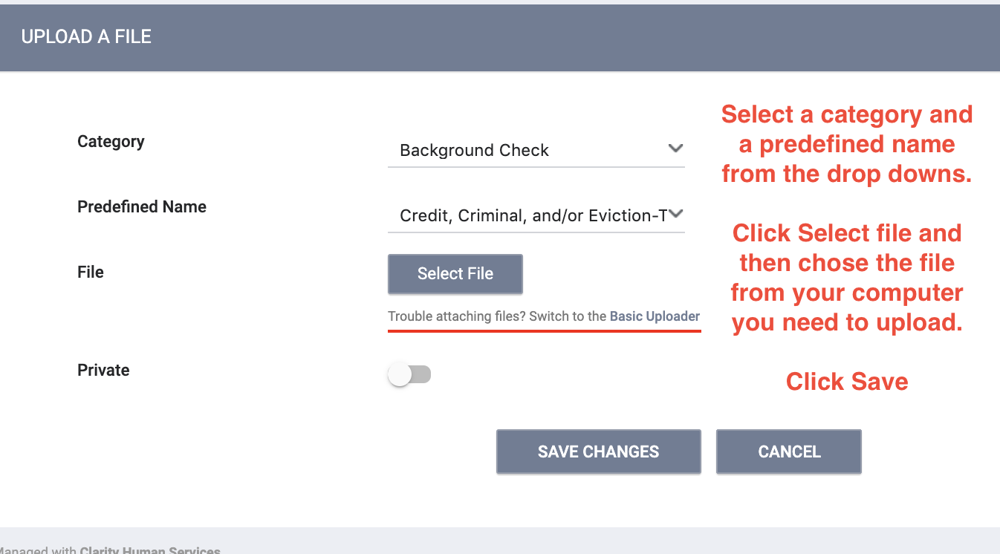 UPLOAD A FILE
Select a category and
a predefined name
from the drop downs.
Category
Background Check
Predefined Name
Credit, Criminal, and/or Eviction-T
Click Select file and
then chose the file
from your computer
you need to upload.
File
Select File
Trouble attaching files? Switch to the Basic Uploader
Private
Click Save
SAVE CHANGES
CANCEL
Managed with Clarity Human Services